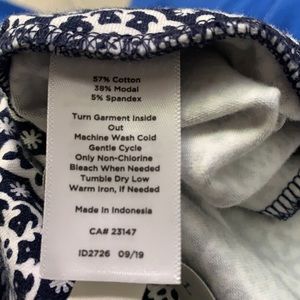 57% Cotton
38% Modal
5% Spandex
Turn Garment Inside
Out
Machine Wash Cold
Gentle Cycle
Only Non-Chlorine
Bleach When Needed
Tumble Dry Low
Warm Iron, If Needed
Made in Indonesia
CA# 23147
ID2726 09/19